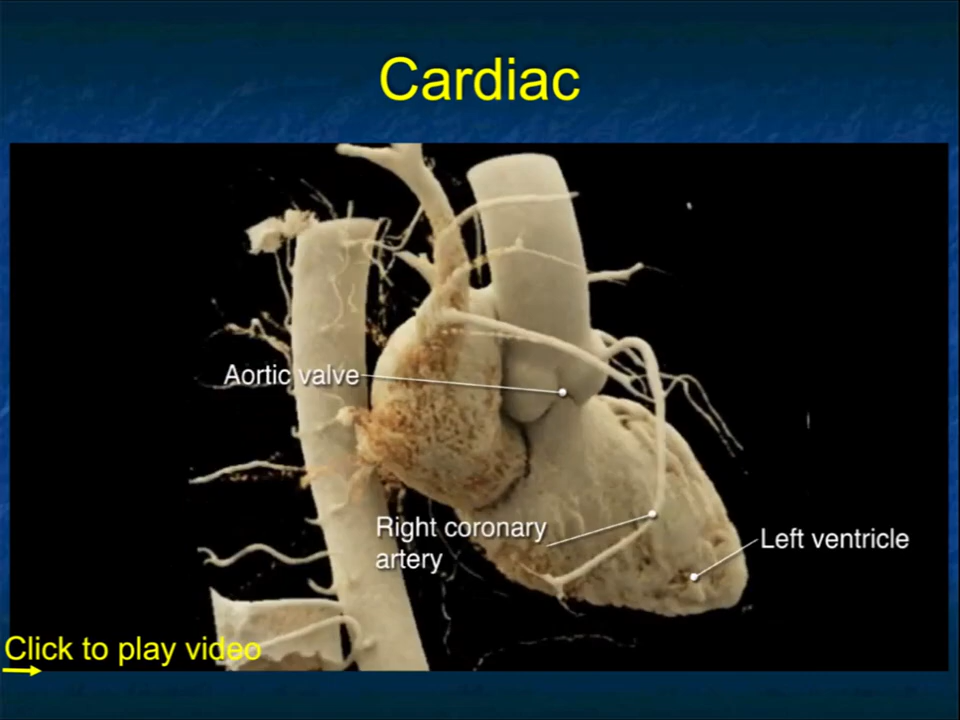 Cardiac
Aortic valve
Right coronary
artery
Left ventricle
Click to play video